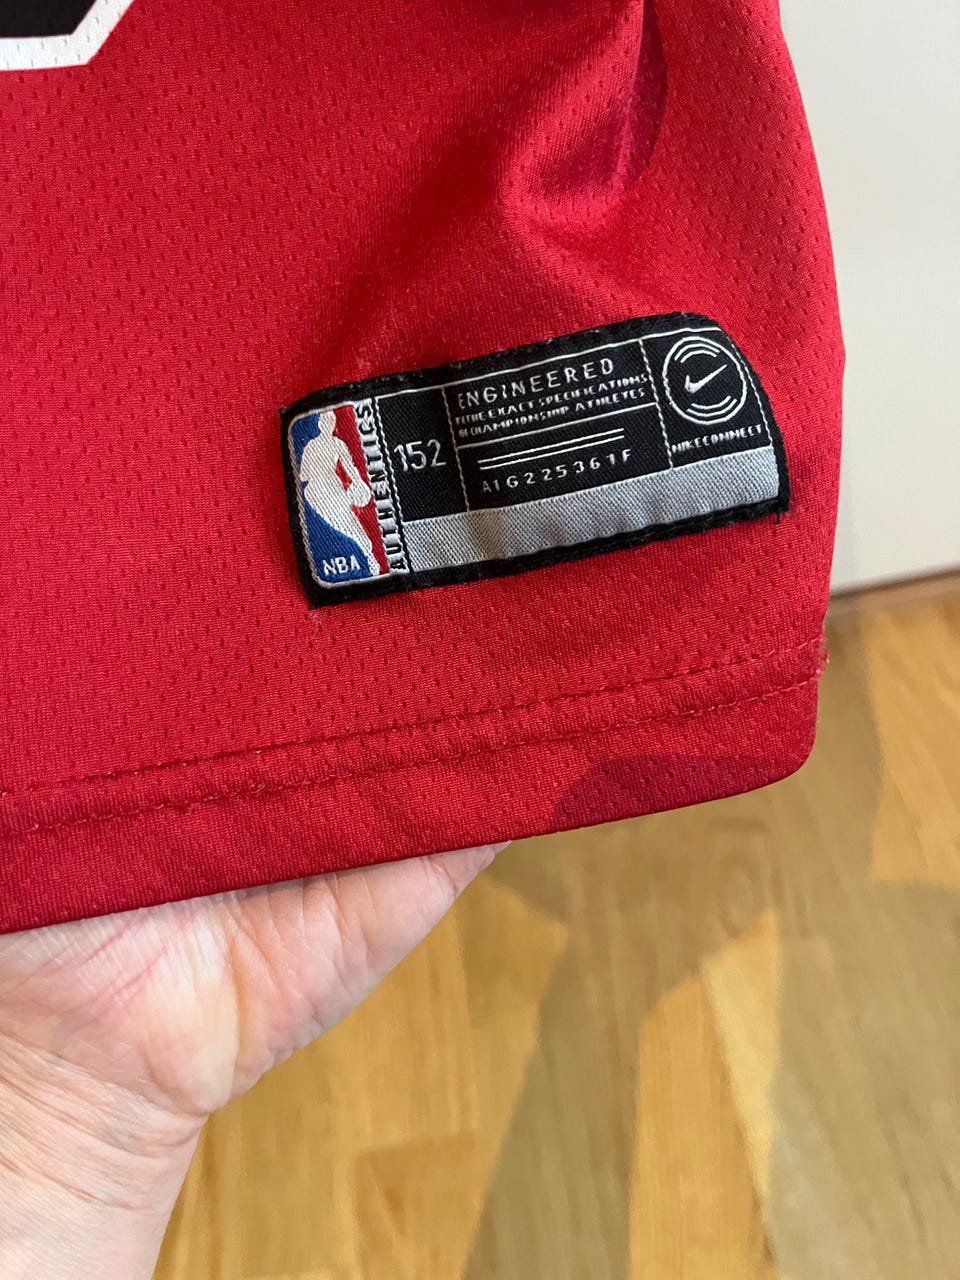 NBA
AUTHENTICS
152
ENGINEERED
TO THE EXACT SPECIFICATIONS
OF CHAMPIONSHIP ATHLETES
A1G225361F
NIKECONNECT